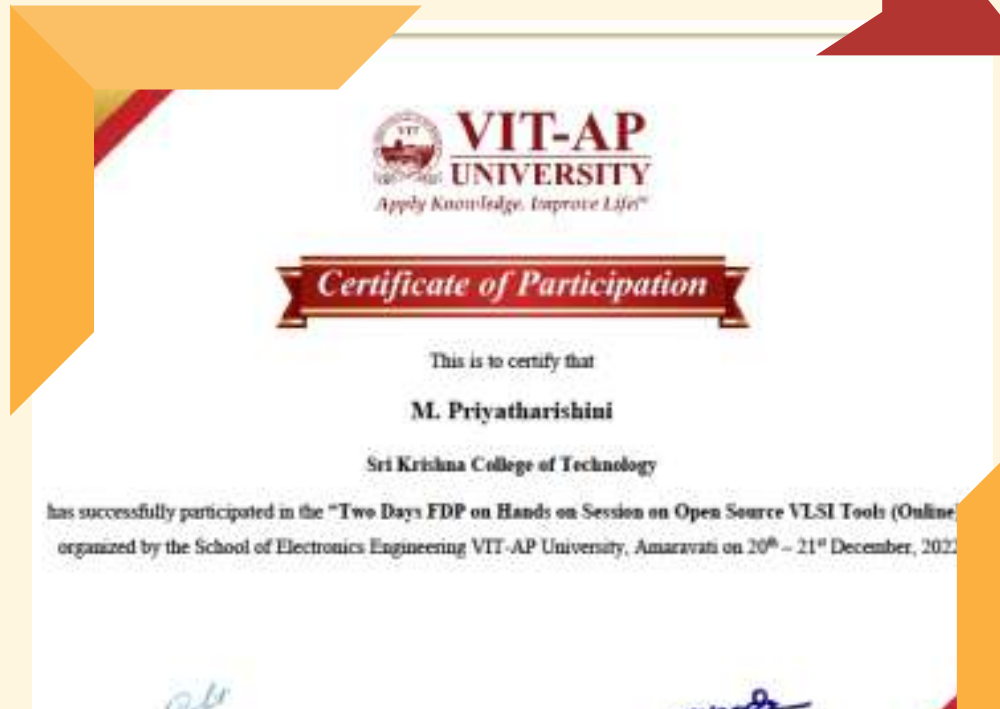 VIT
VIT-AP
UNIVERSITY
Apply Knowledge, Improve Life℠
Certificate of Participation
This is to certify that
M. Priyatharishini
Sri Krishna College of Technology
has successfully participated in the "Two Days FDP on Hands on Session on Open Source VLSI Tools (Online)
organized by the School of Electronics Engineering VIT-AP University, Amaravati on 20th – 21st December, 2022